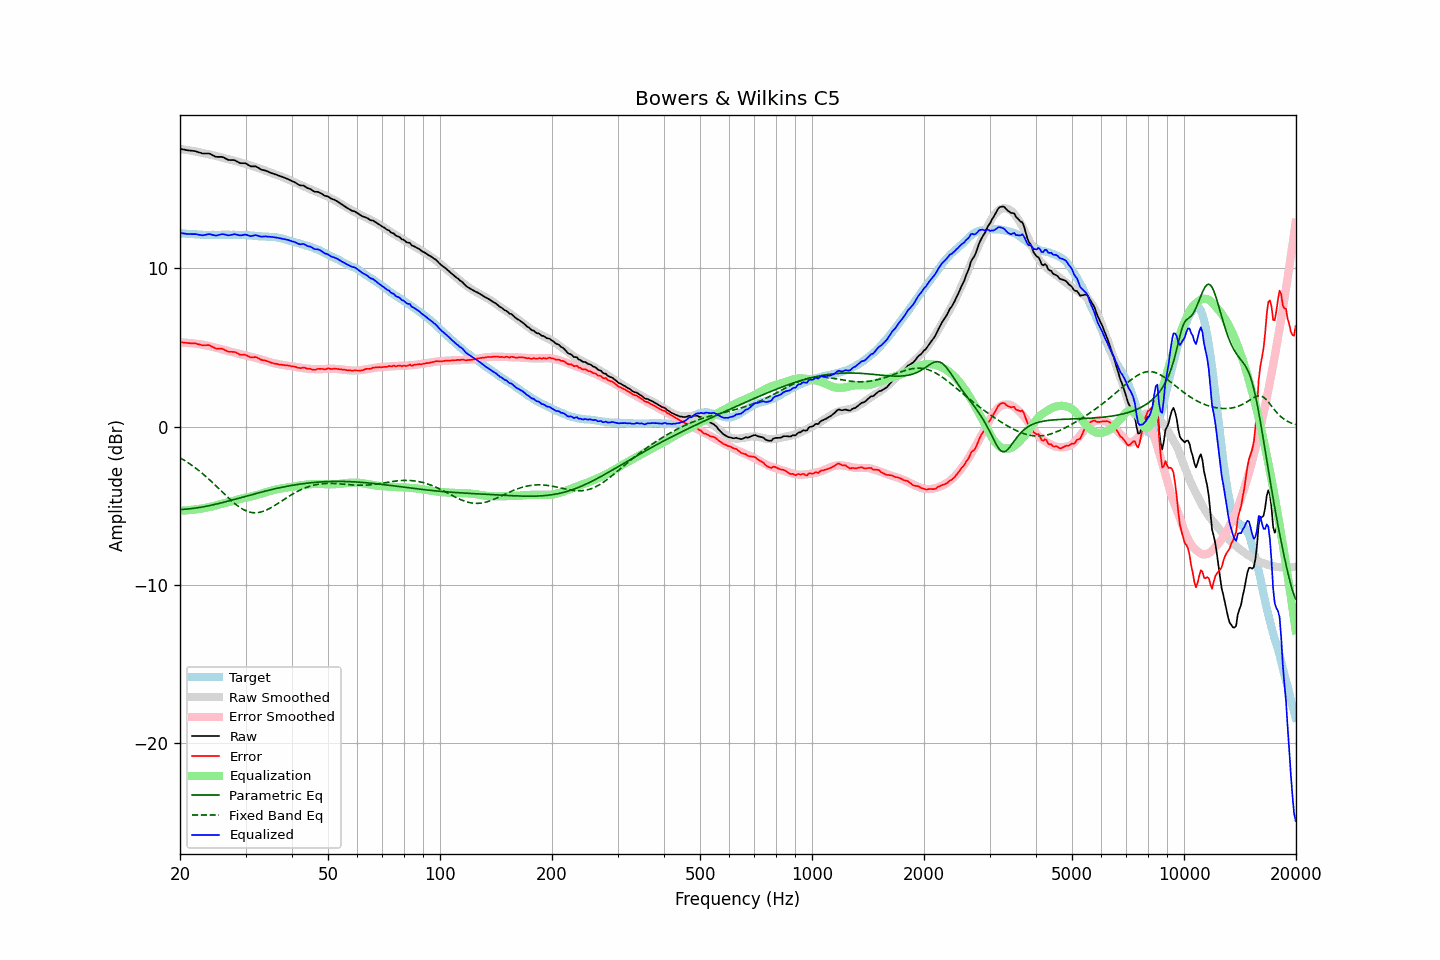 Bowers & Wilkins C5
Amplitude (dBr)
10
0
−10
−20
Target
Raw Smoothed
Error Smoothed
Raw
Error
Equalization
Parametric Eq
Fixed Band Eq
Equalized
20 50 100 200 500 1000 2000 5000 10000 20000
Frequency (Hz)